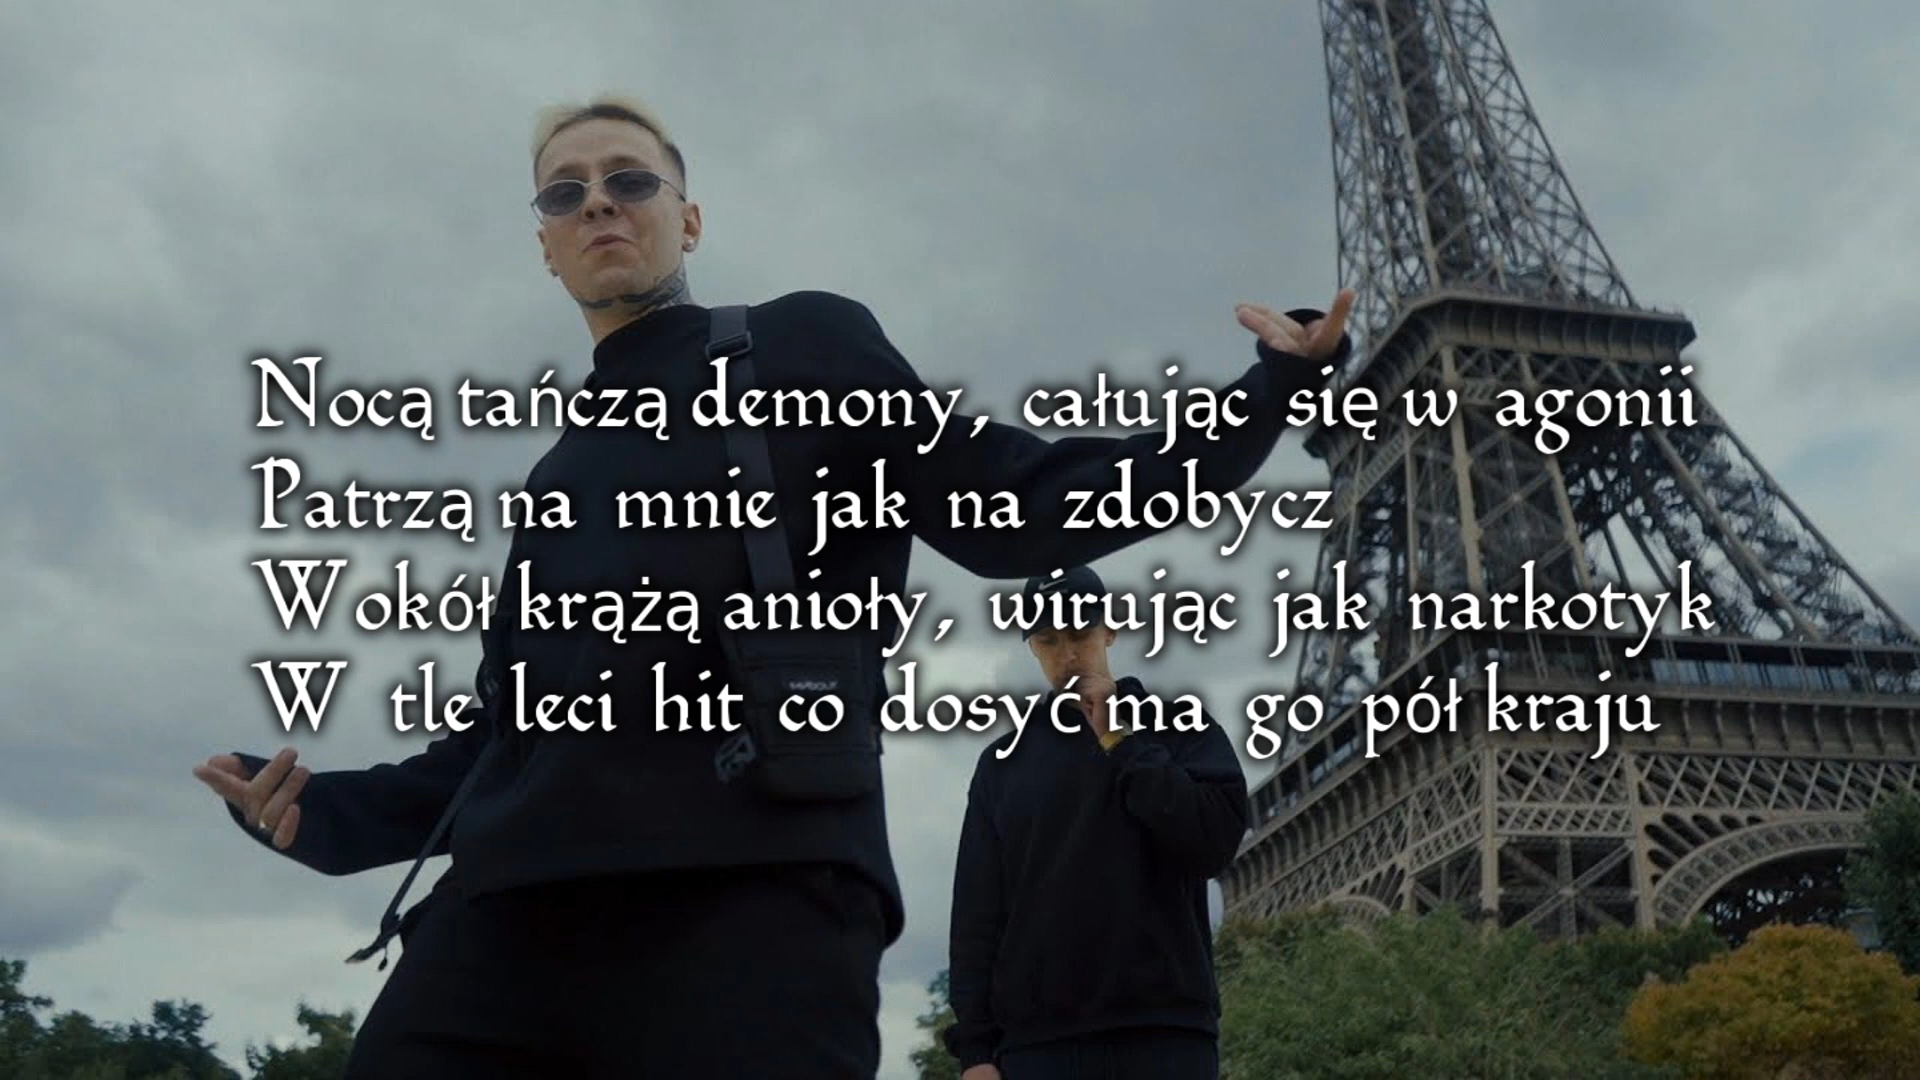 Nocą tańczą demony, całując się w agonii
Patrzą na mnie jak na zdobycz
Wokół krążą anioły, wirując jak narkotyk
W tle leci hit co dosyć ma go pół kraju